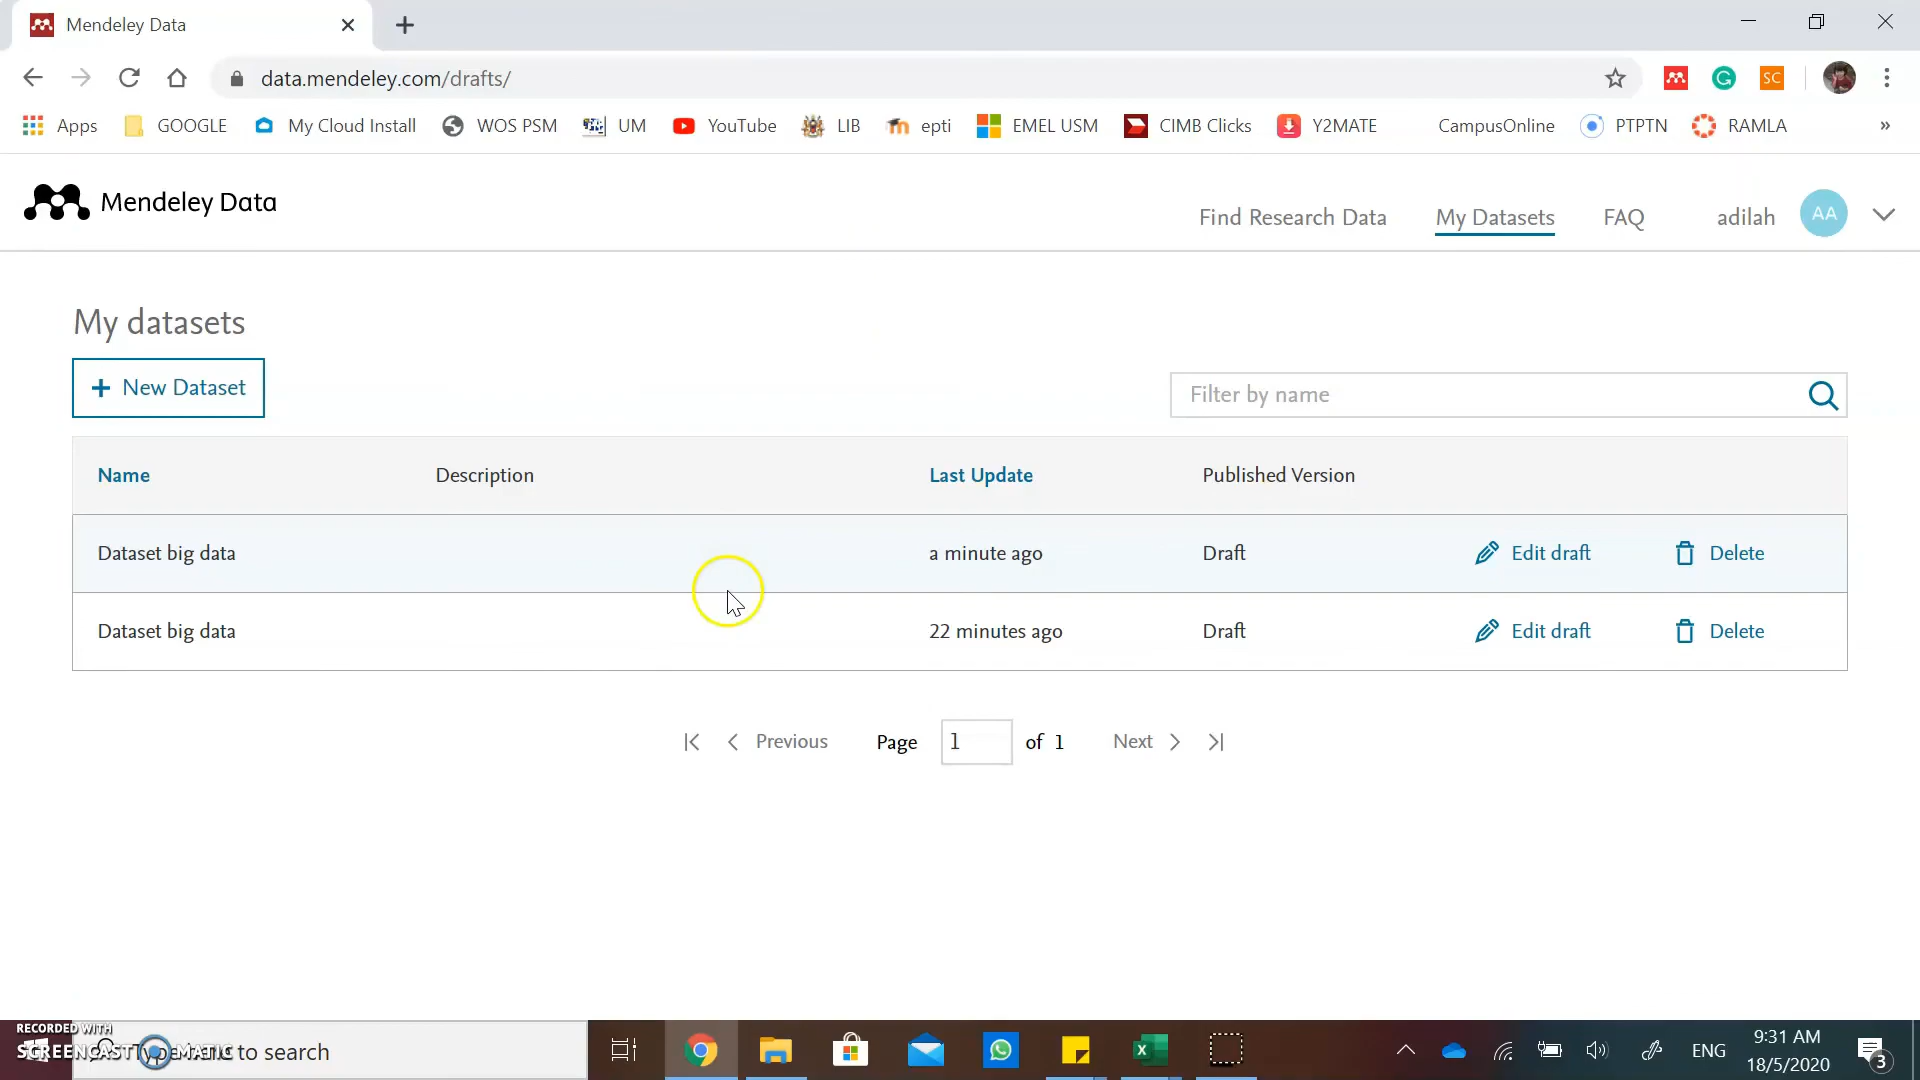 Mendeley Data
data.mendeley.com/drafts/
SC
Apps GOOGLE My Cloud Install WOS PSM UM YouTube LIB epti EMEL USM CIMB Clicks Y2MATE CampusOnline PTPTN RAMLA »
Mendeley Data
Find Research Data My Datasets FAQ adilah AA
My datasets
+ New Dataset
Filter by name
Name Description Last Update Published Version
Dataset big data a minute ago Draft Edit draft Delete
Dataset big data 22 minutes ago Draft Edit draft Delete
Previous Page 1 of 1 Next
RECORDED WITH
SCREENCAST MATIC
to search
ENG
9:31 AM
18/5/2020
3